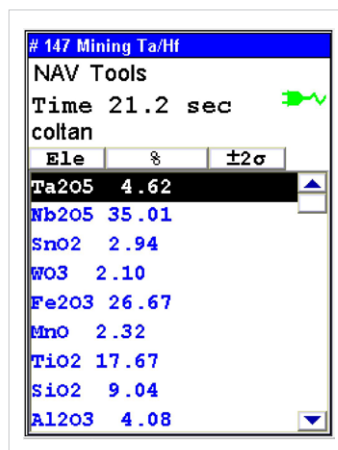 # 147 Mining Ta/Hf
NAV Tools
Time 21.2 sec
coltan
Ele % ±2σ
Ta2O5 4.62
Nb2O5 35.01
SnO2 2.94
WO3 2.10
Fe2O3 26.67
MnO 2.32
TiO2 17.67
SiO2 9.04
Al2O3 4.08